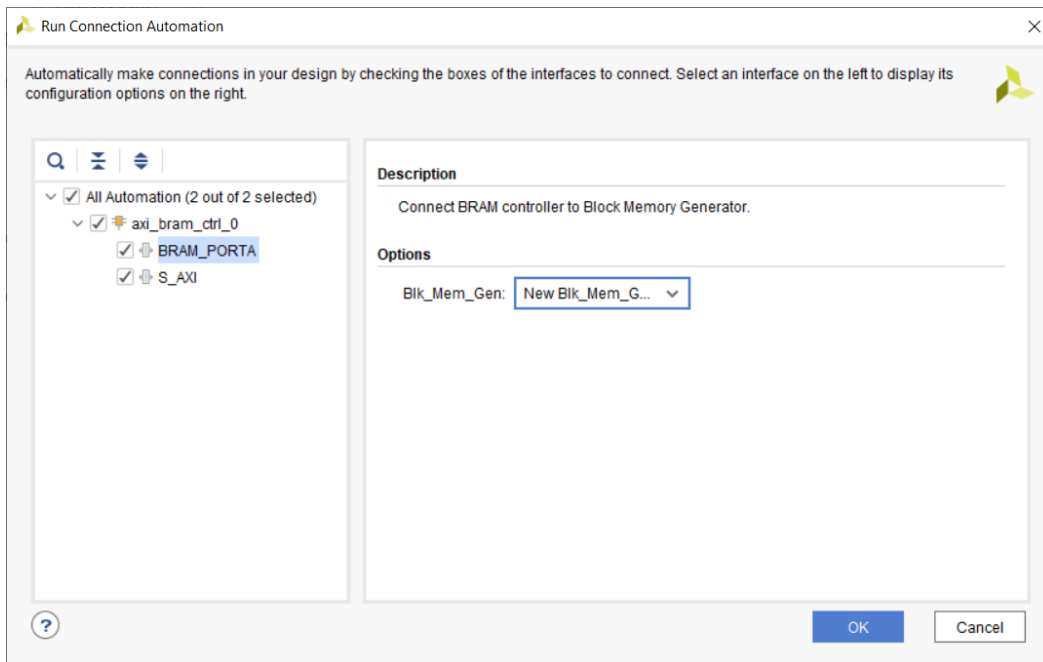 Run Connection Automation
Automatically make connections in your design by checking the boxes of the interfaces to connect. Select an interface on the left to display its
configuration options on the right.
All Automation (2 out of 2 selected)
axi_bram_ctrl_0
BRAM_PORTA
S_AXI
Description
Connect BRAM controller to Block Memory Generator.
Options
Blk_Mem_Gen: New Blk_Mem_G...
?
OK Cancel